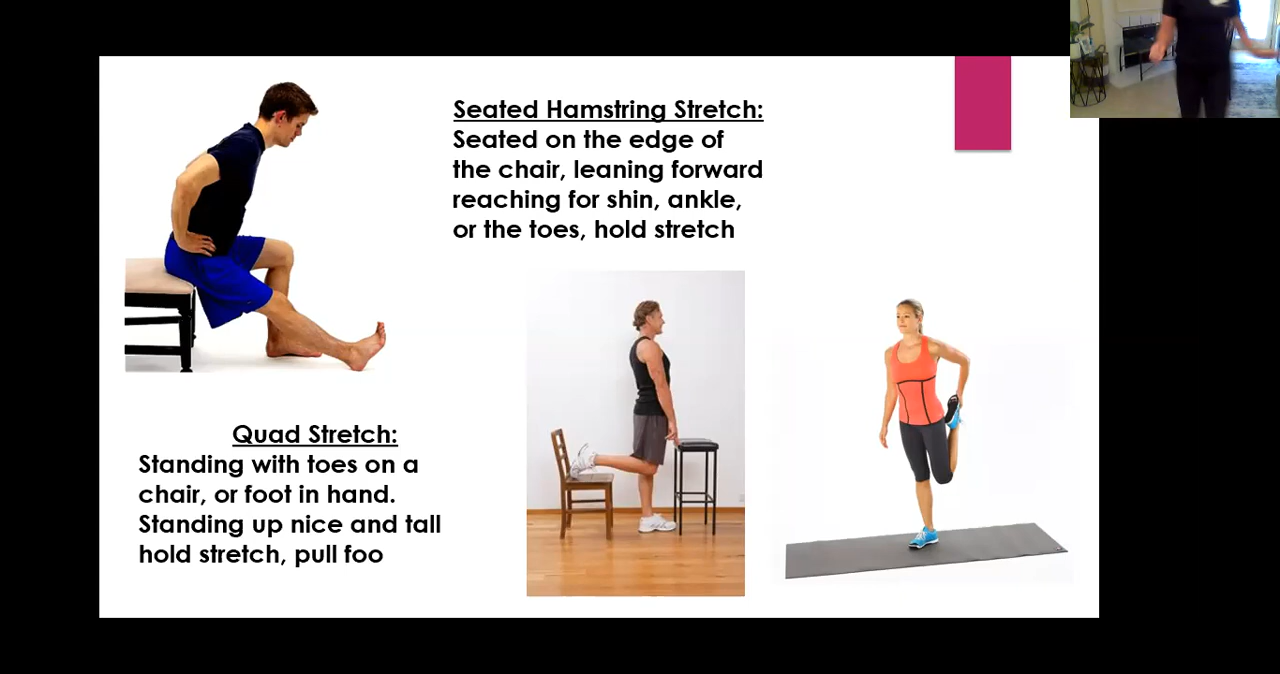 Seated Hamstring Stretch:
Seated on the edge of
the chair, leaning forward
reaching for shin, ankle,
or the toes, hold stretch
Quad Stretch:
Standing with toes on a
chair, or foot in hand.
Standing up nice and tall
hold stretch, pull foo